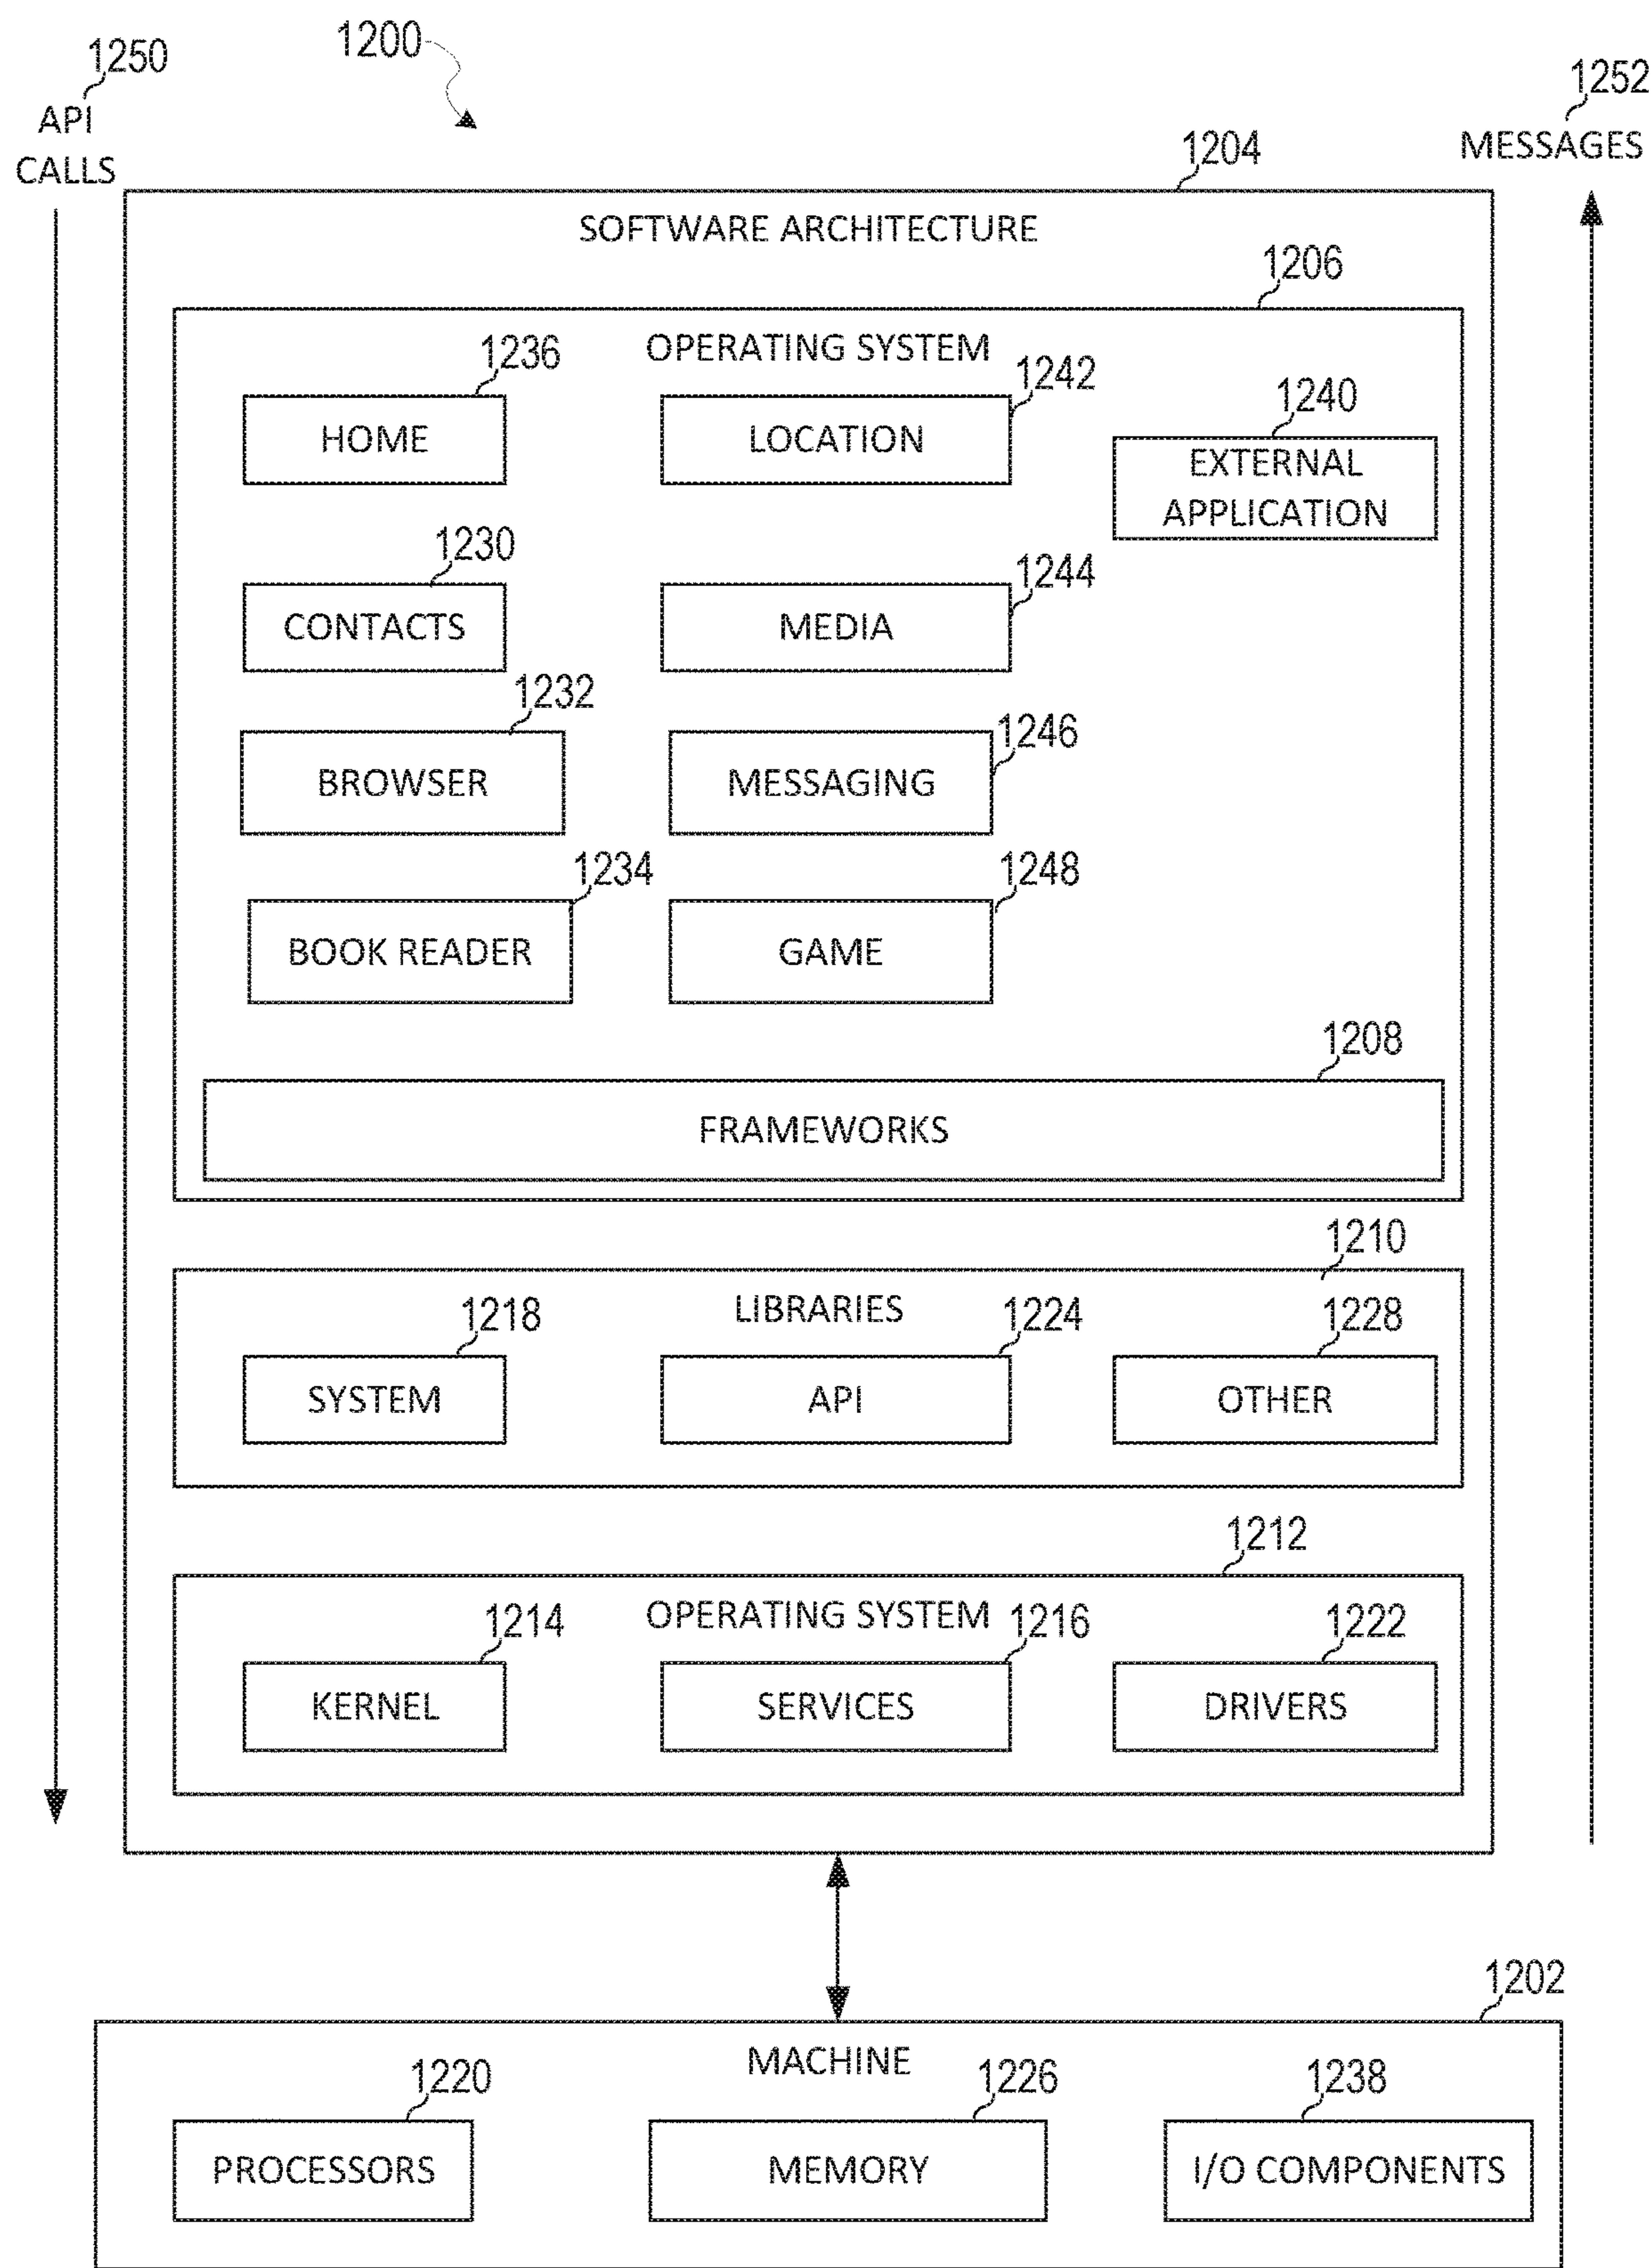 1250
1200
1252
API
CALLS
MESSAGES
1204
SOFTWARE ARCHITECTURE
1206
OPERATING SYSTEM
1236
1242
1240
HOME
LOCATION
EXTERNAL
APPLICATION
1230
1244
CONTACTS
MEDIA
1232
1246
BROWSER
MESSAGING
1234
1248
BOOK READER
GAME
1208
FRAMEWORKS
1210
LIBRARIES
1218
1224
1228
SYSTEM
API
OTHER
1212
OPERATING SYSTEM
1214
1216
1222
KERNEL
SERVICES
DRIVERS
1202
MACHINE
1220
1226
1238
PROCESSORS
MEMORY
I/O COMPONENTS